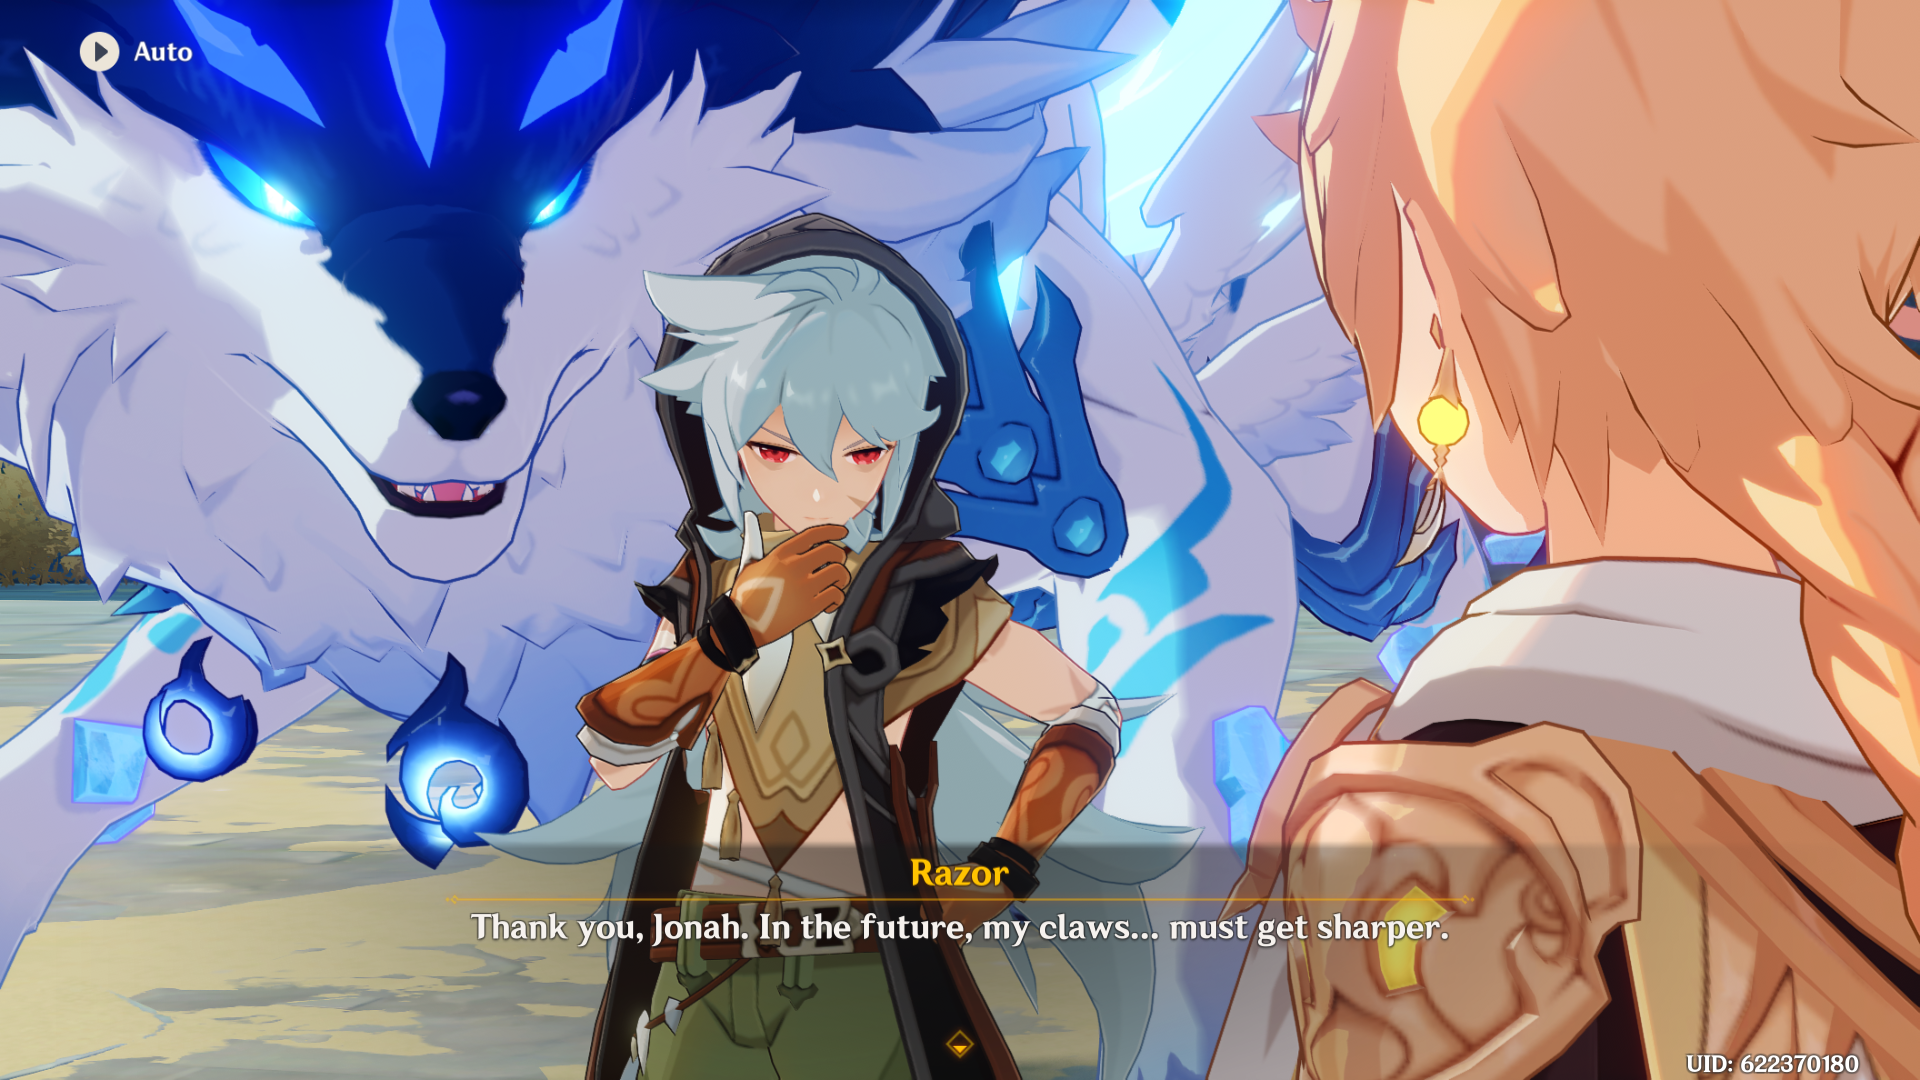 Auto
Razor
Thank you, Jonah. In the future, my claws... must get sharper.
UID: 622370180